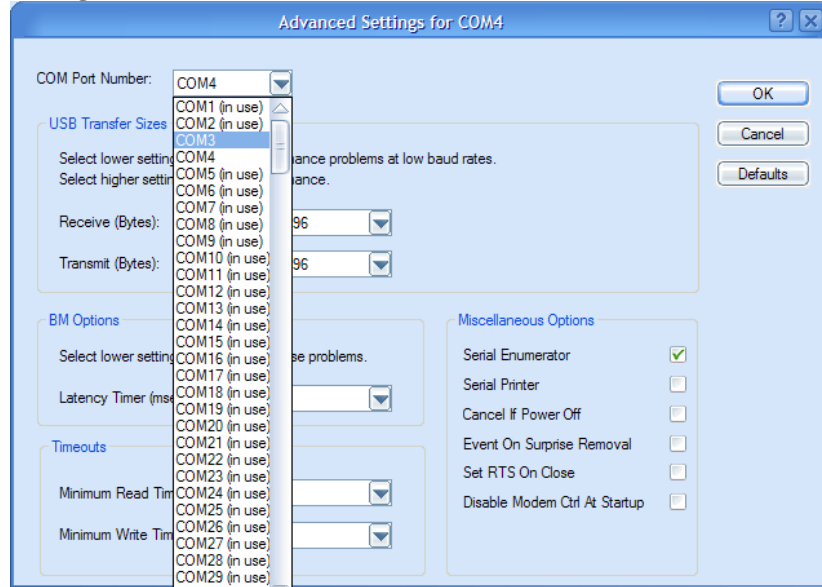 Advanced Settings for COM4
COM Port Number:
COM4
OK
Cancel
Defaults
COM1 (in use)
COM2 (in use)
COM3
COM4
COM5 (in use)
COM6 (in use)
COM7 (in use)
COM8 (in use)
COM9 (in use)
COM10 (in use)
COM11 (in use)
COM12 (in use)
COM13 (in use)
COM14 (in use)
COM15 (in use)
COM16 (in use)
COM17 (in use)
COM18 (in use)
COM19 (in use)
COM20 (in use)
COM21 (in use)
COM22 (in use)
COM23 (in use)
COM24 (in use)
COM25 (in use)
COM26 (in use)
COM27 (in use)
COM28 (in use)
COM29 (in use)
USB Transfer Sizes
Select lower setting ance problems at low baud rates.
Select higher settin ance.
Receive (Bytes): 96
Transmit (Bytes): 96
BM Options
Select lower setting se problems.
Latency Timer (mse
Timeouts
Minimum Read Tim
Minimum Write Tim
Miscellaneous Options
Serial Enumerator
Serial Printer
Cancel If Power Off
Event On Surprise Removal
Set RTS On Close
Disable Modem Ctrl At Startup